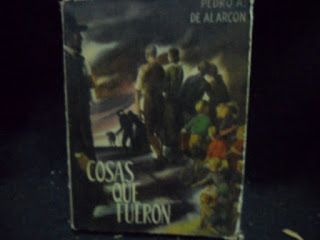 PEDRO A.
DE ALARCON
COSAS
QUE
FUERON